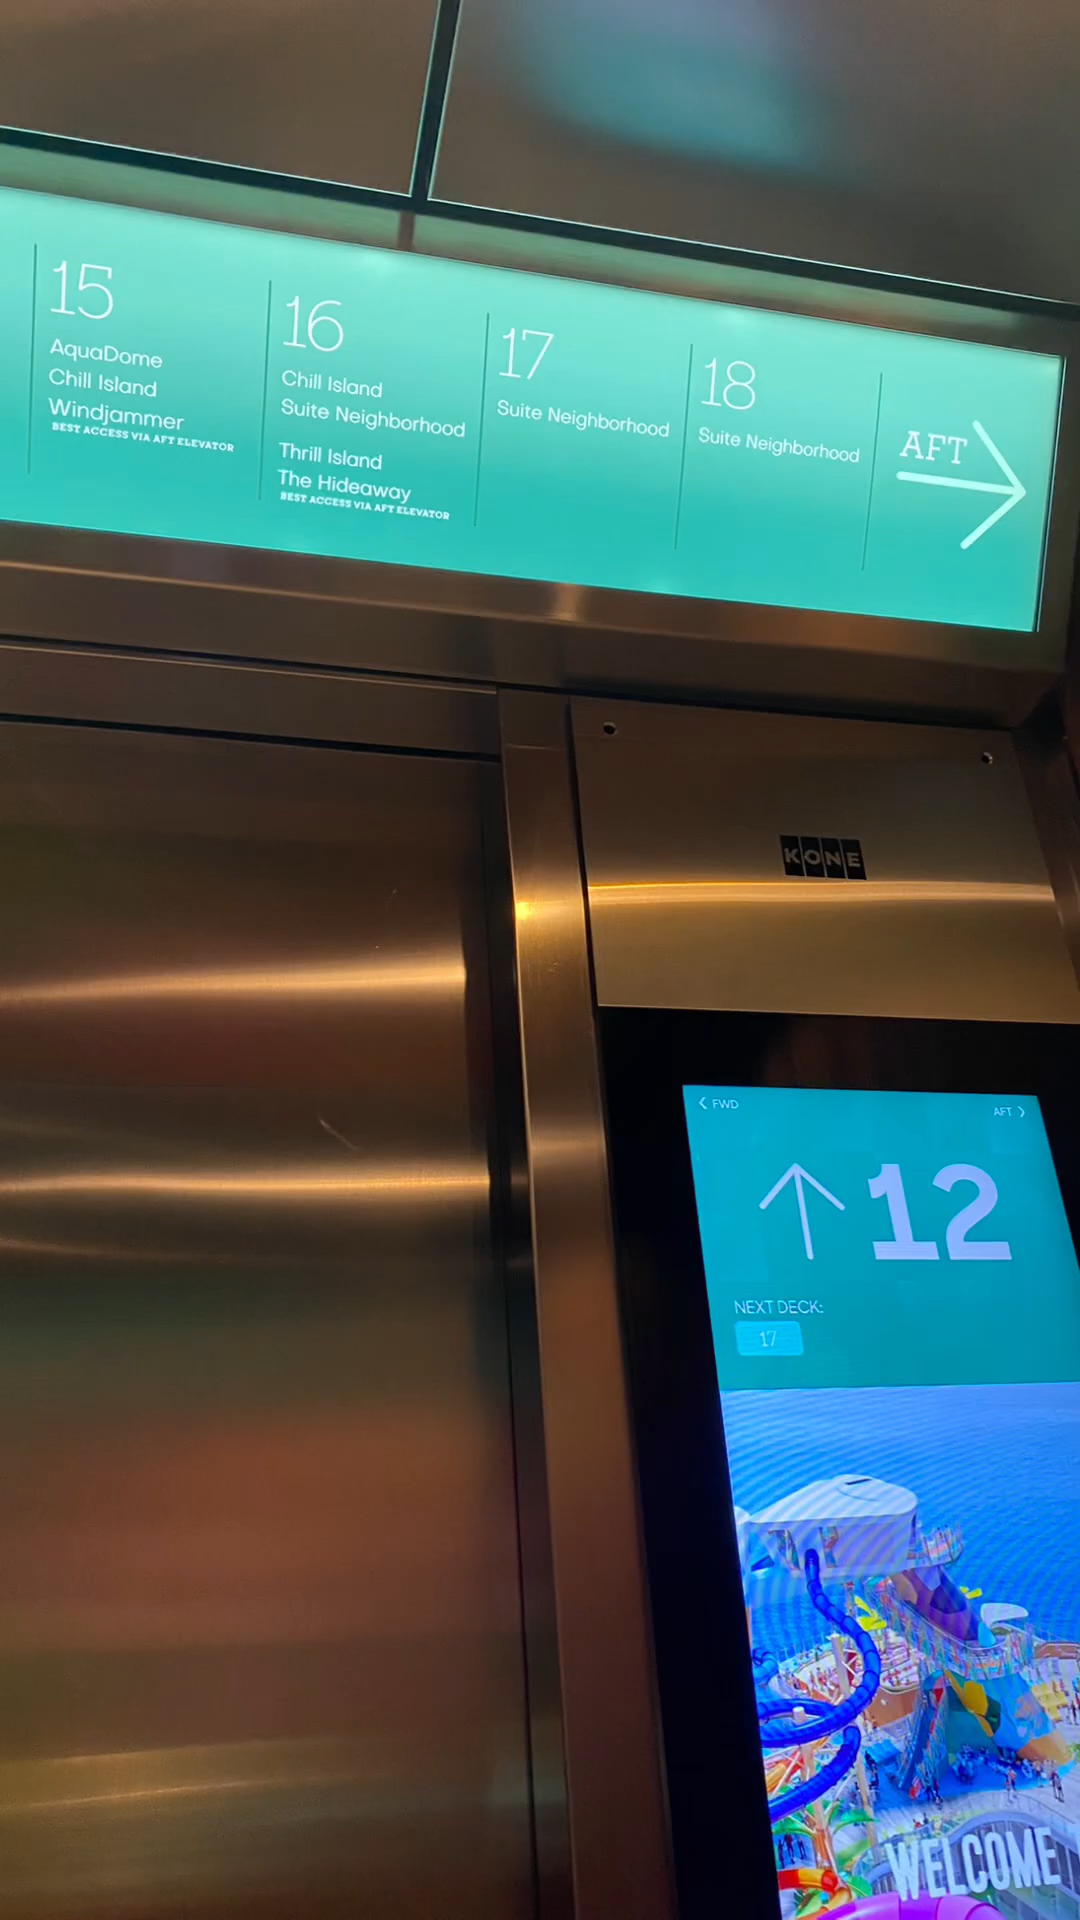 15
AquaDome
Chill Island
Windjammer
BEST ACCESS VIA AFT ELEVATOR
16
Chill Island
Suite Neighborhood
Thrill Island
The Hideaway
BEST ACCESS VIA AFT ELEVATOR
17
Suite Neighborhood
18
Suite Neighborhood
AFT
KONE
< FWD
AFT >
↑ 12
NEXT DECK:
17
WELCOME